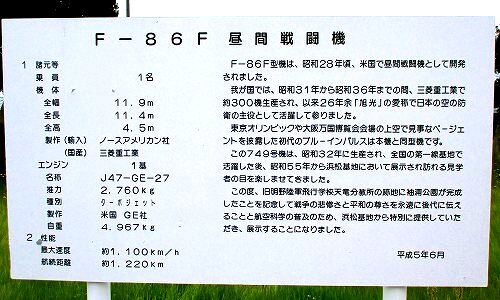 F－86F 昼間戦闘機
1 諸元等
乗員 1名
機体
全幅 11.9m
全長 11.4m
全高 4.5m
製作（輸入） ノースアメリカン社
（国産） 三菱重工業
エンジン 1基
名称 J47-GE-27
推力 2,760kg
種別 ターボジェット
製作 米国 GE社
自重 4,967kg
2 性能
最大速度 約1,100km/h
航続距離 約1,220km
F－86F型機は、昭和28年頃、米国で昼間戦闘機として開発
されました。
我が国では、昭和31年から昭和36年までの間、三菱重工業で
約300機生産され、以来26年余「旭光」の愛称で日本の空の防
衛の主役として活躍して参りました。
東京オリンピックや大阪万国博覧会会場の上空で見事なページェ
ントを披露した初代のブルーインパルスは本機と同型機です。
この749号機は、昭和32年に生産され、全国の第一線基地で
活躍した後、昭和55年から浜松基地において展示され訪れる見学
者の目を楽しませてきました。
この度、旧明野陸軍飛行学校天竜分教所の跡地に袖浦公園が完成し
たことを記念して戦争の悲惨さと平和の尊さを永遠に後代に伝え
ることと航空科学の普及のため、浜松基地から特別に提供していた
だき、展示することになりました。
平成5年6月